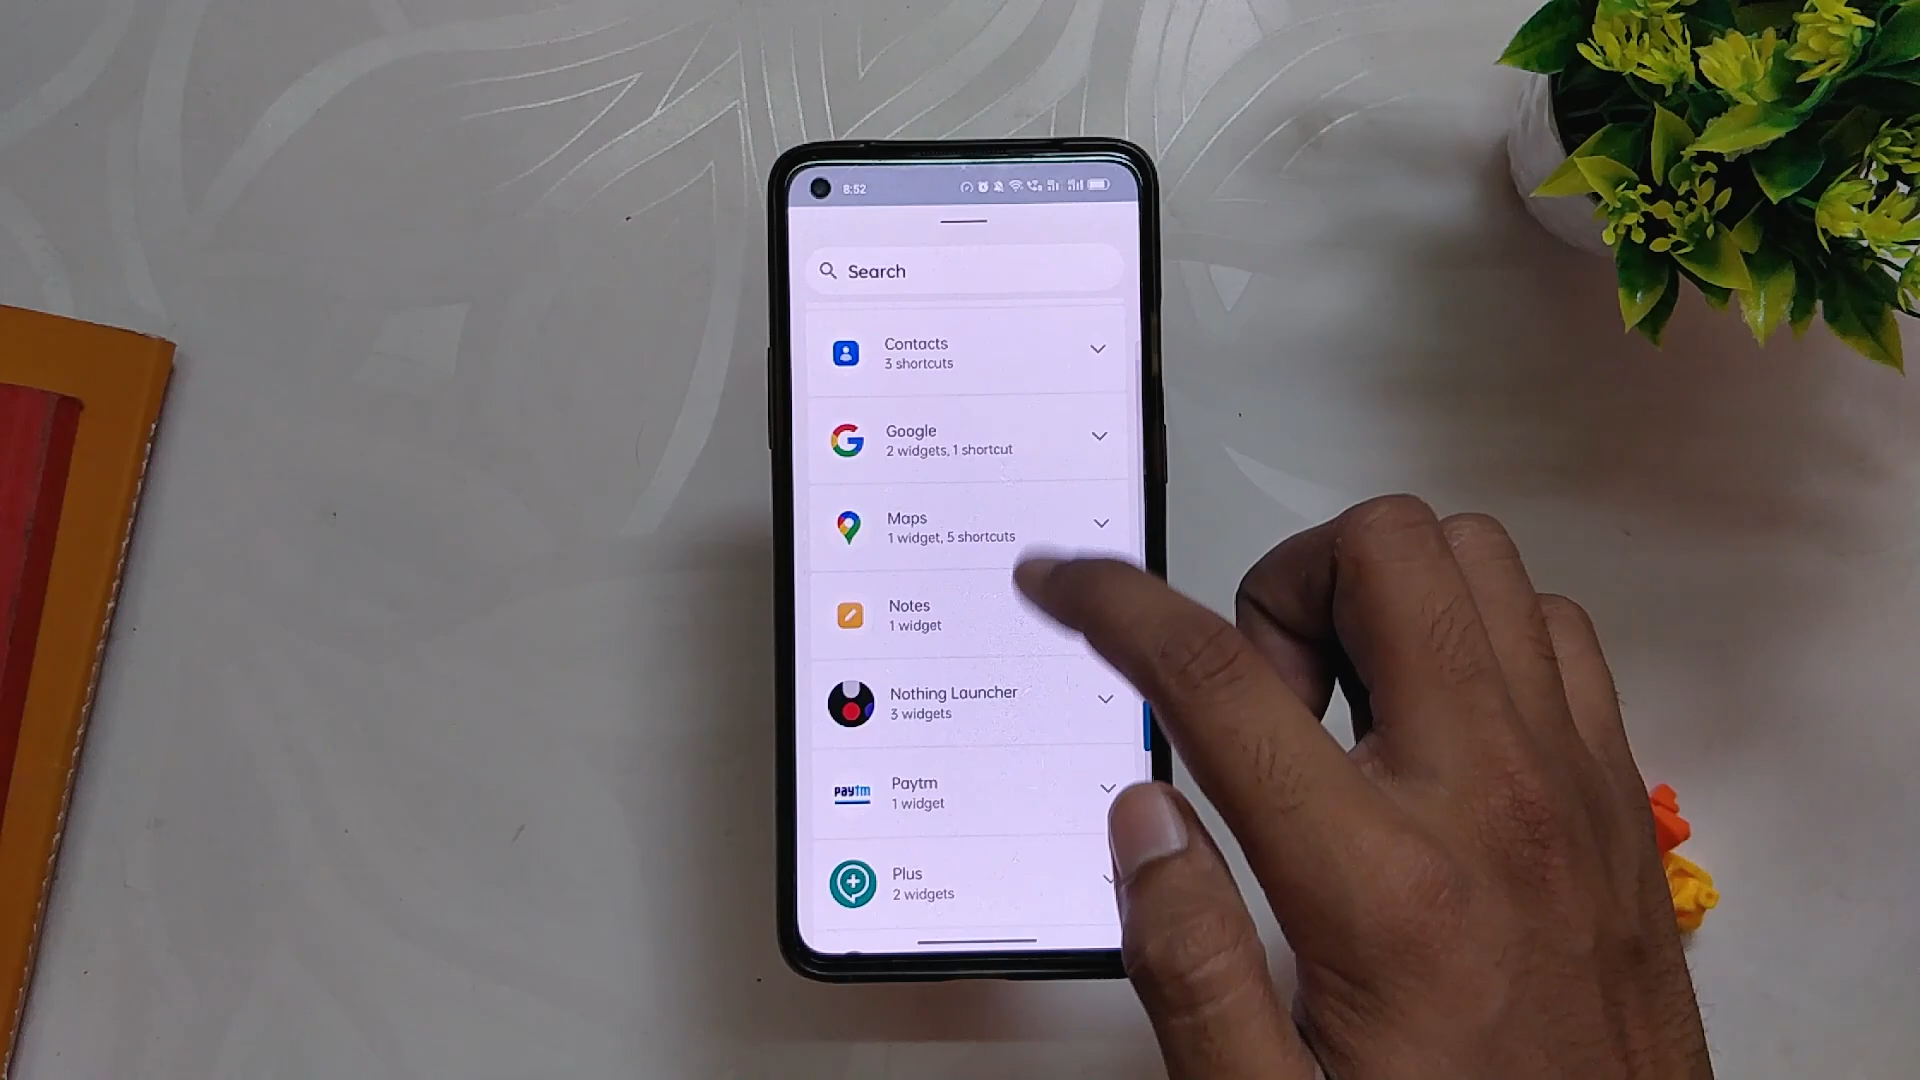 8:52
Search
Contacts
3 shortcuts
Google
2 widgets, 1 shortcut
Maps
1 widget, 5 shortcuts
Notes
1 widget
Nothing Launcher
3 widgets
paytm
Paytm
1 widget
Plus
2 widgets